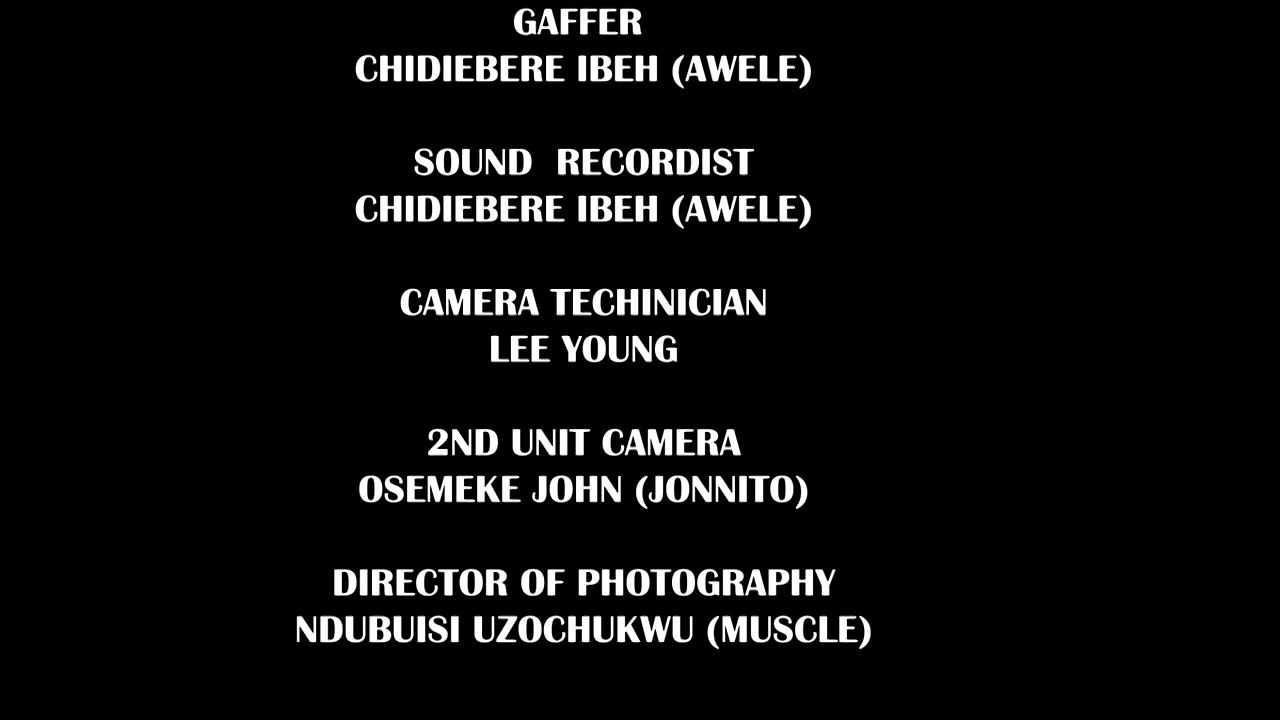 GAFFER
CHIDIEBERE IBEH (AWELE)
SOUND  RECORDIST
CHIDIEBERE IBEH (AWELE)
CAMERA TECHINICIAN
LEE YOUNG
2ND UNIT CAMERA
OSEMEKE JOHN (JONNITO)
DIRECTOR OF PHOTOGRAPHY
NDUBUISI UZOCHUKWU (MUSCLE)